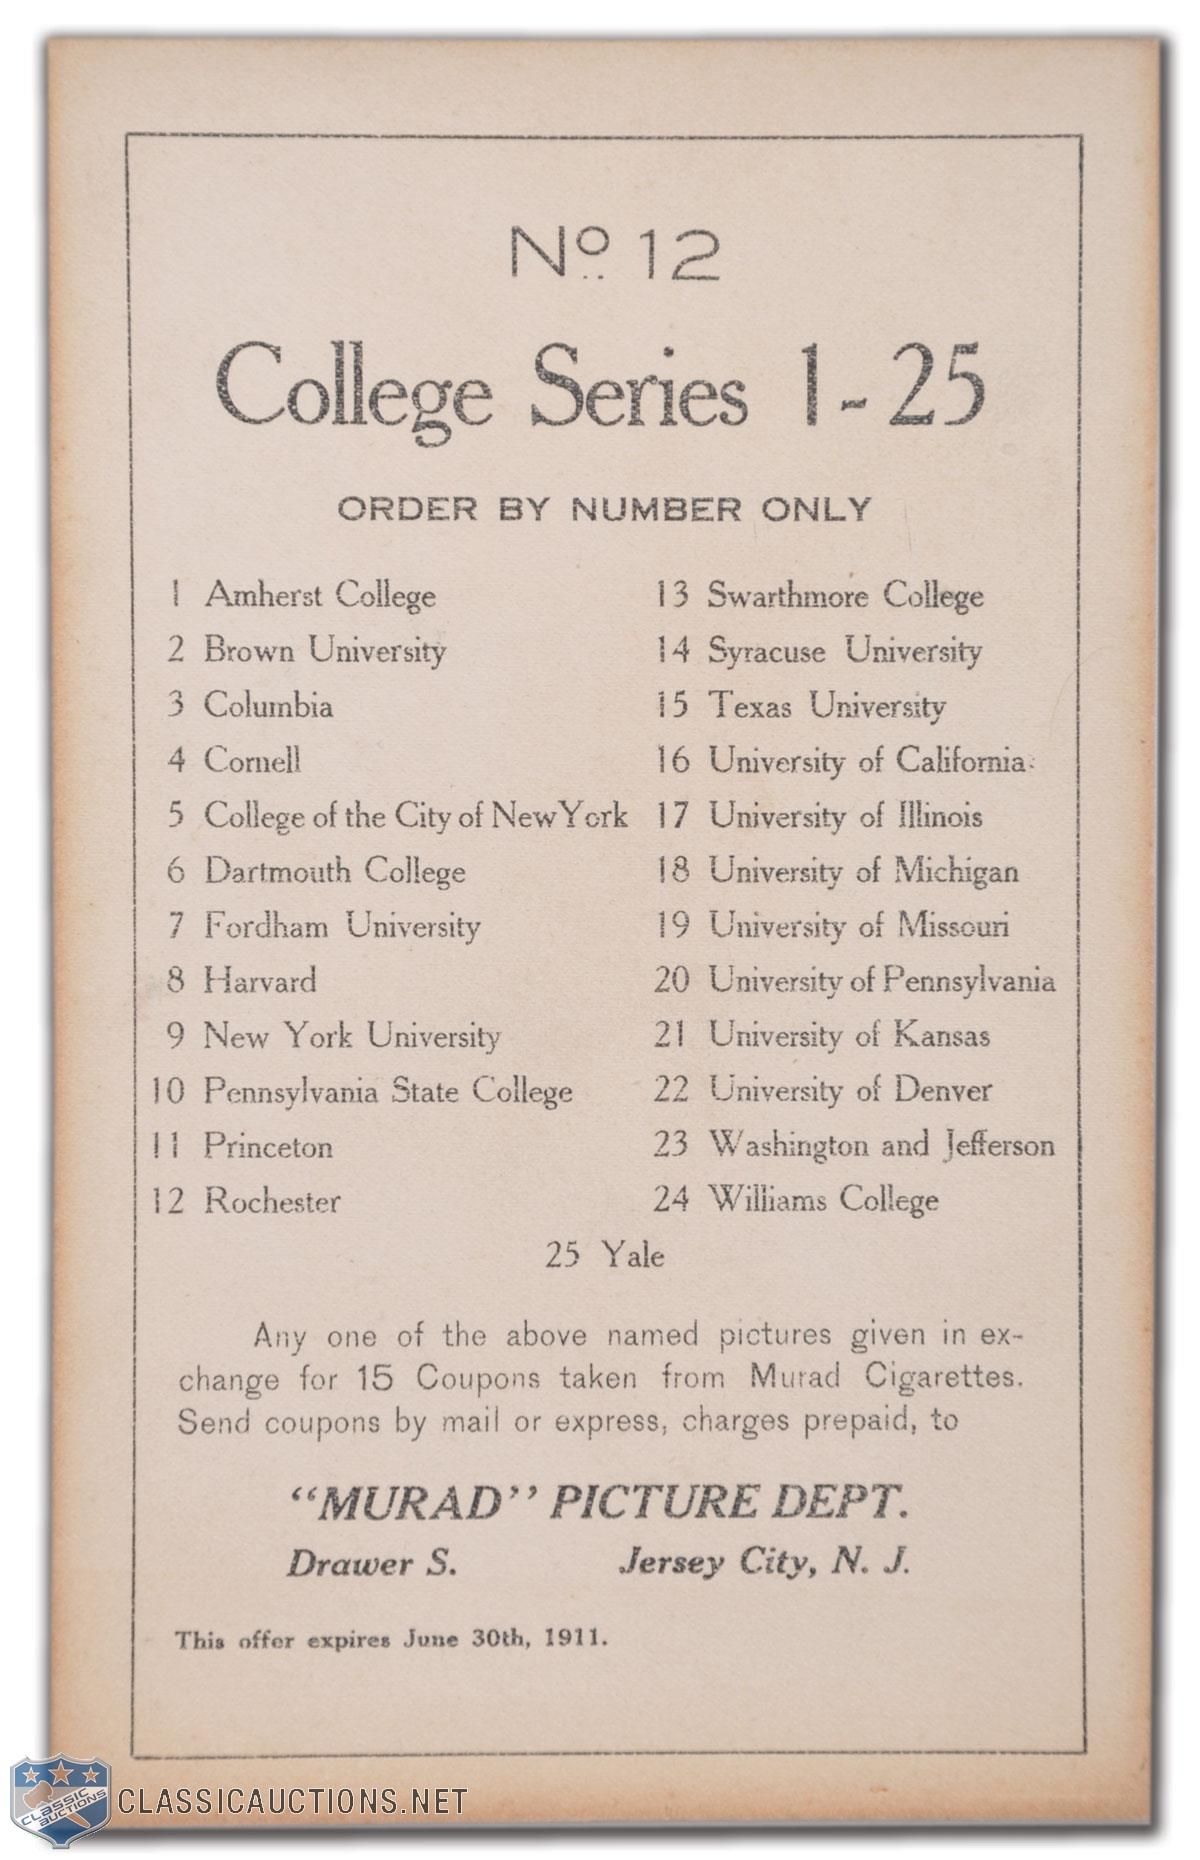 No. 12
College Series 1-25
ORDER BY NUMBER ONLY
1 Amherst College
2 Brown University
3 Columbia
4 Cornell
5 College of the City of New York
6 Dartmouth College
7 Fordham University
8 Harvard
9 New York University
10 Pennsylvania State College
11 Princeton
12 Rochester
13 Swarthmore College
14 Syracuse University
15 Texas University
16 University of California
17 University of Illinois
18 University of Michigan
19 University of Missouri
20 University of Pennsylvania
21 University of Kansas
22 University of Denver
23 Washington and Jefferson
24 Williams College
25 Yale
Any one of the above named pictures given in ex-
change for 15 Coupons taken from Murad Cigarettes.
Send coupons by mail or express, charges prepaid, to
"MURAD" PICTURE DEPT.
Drawer S. Jersey City, N. J.
This offer expires June 30th, 1911.
CLASSIC
AUCTIONS
CLASSICAUCTIONS.NET